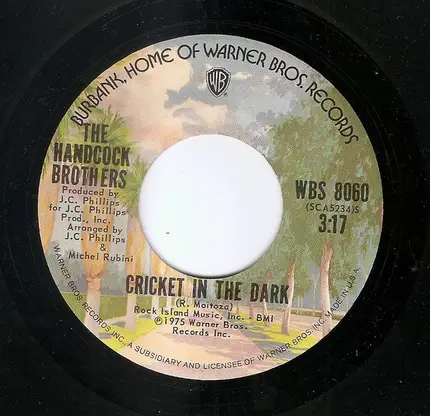 BURBANK, HOME OF WARNER BROS. RECORDS
WB
THE
HANDCOCK
BROTHERS
Produced by
J.C. Phillips
for J.C. Phillips
Prod., Inc.
Arranged by
J.C. Phillips
&
Michel Rubini
WBS 8060
(SCA5234)S
3:17
CRICKET IN THE DARK
(R. Moitoza)
Rock Island Music, Inc. - BMI
℗1975 Warner Bros.
Records Inc.
WARNER BROS. RECORDS INC., A SUBSIDIARY AND LICENSEE OF WARNER BROS. INC. MADE IN U.S.A.